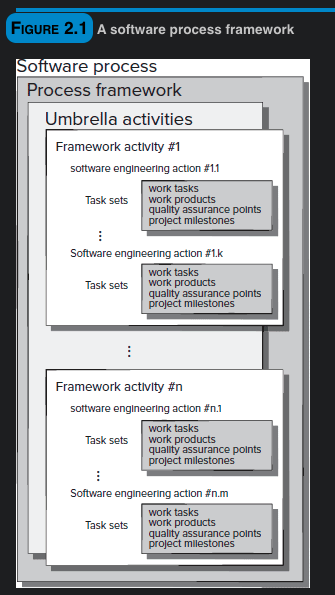 FIGURE 2.1 A software process framework
Software process
Process framework
Umbrella activities
Framework activity #1
software engineering action #1.1
Task sets
work tasks
work products
quality assurance points
project milestones
⋮
Software engineering action #1.k
Task sets
work tasks
work products
quality assurance points
project milestones
⋮
Framework activity #n
software engineering action #n.1
Task sets
work tasks
work products
quality assurance points
project milestones
⋮
Software engineering action #n.m
Task sets
work tasks
work products
quality assurance points
project milestones